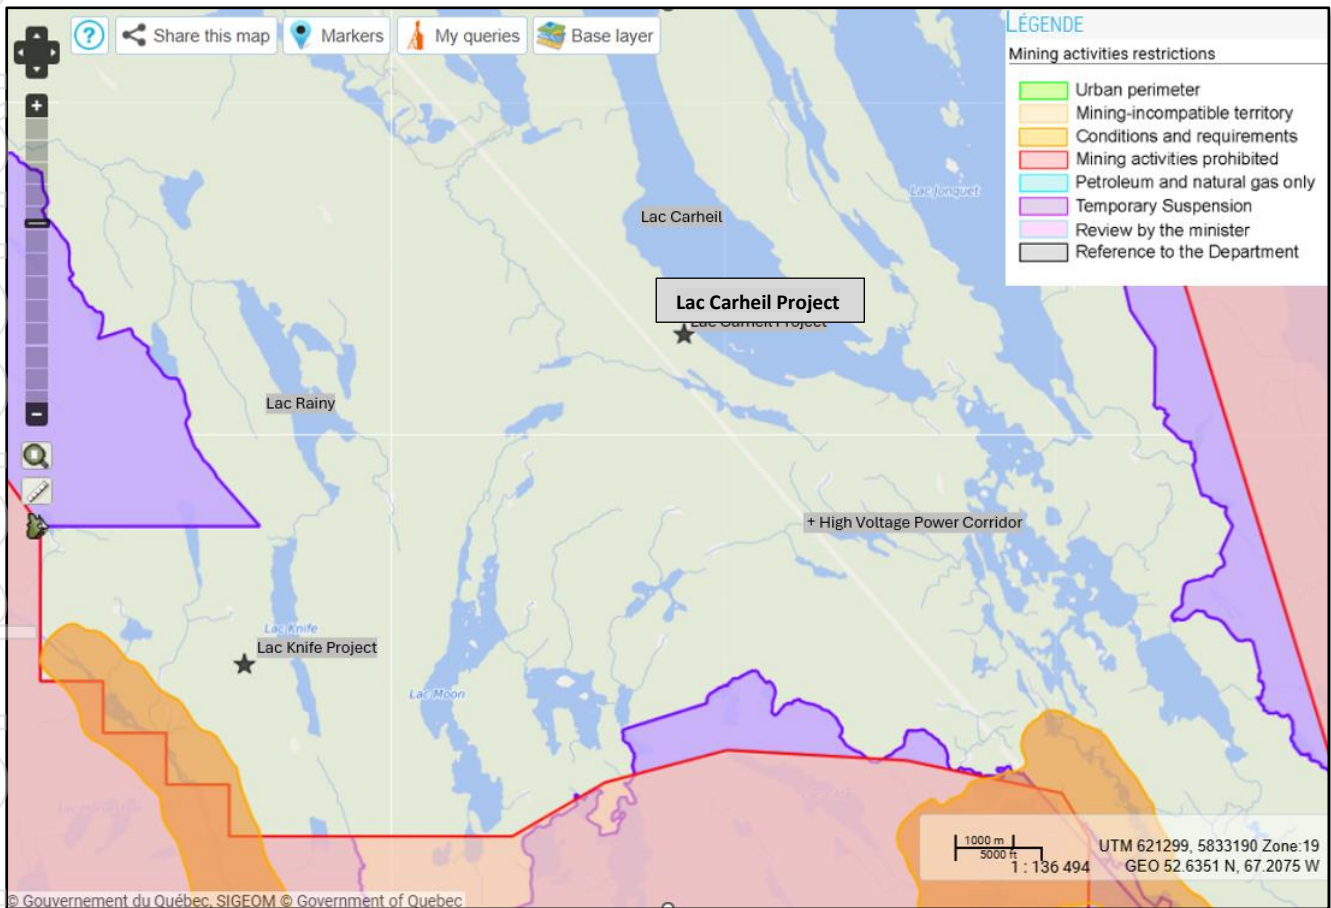 ?
Share this map
Markers
My queries
Base layer
LÉGENDE
Mining activities restrictions
Urban perimeter
Mining-incompatible territory
Conditions and requirements
Mining activities prohibited
Petroleum and natural gas only
Temporary Suspension
Review by the minister
Reference to the Department
Lac Jonquet
Lac Carheil
Lac Carheil Project
Lac Carheil Project
Lac Rainy
+ High Voltage Power Corridor
Lac Knife
Lac Knife Project
Lac Moon
1000 m
5000 ft
1 : 136 494
UTM 621299, 5833190 Zone:19
GEO 52.6351 N, 67.2075 W
© Gouvernement du Québec, SIGEOM © Government of Quebec